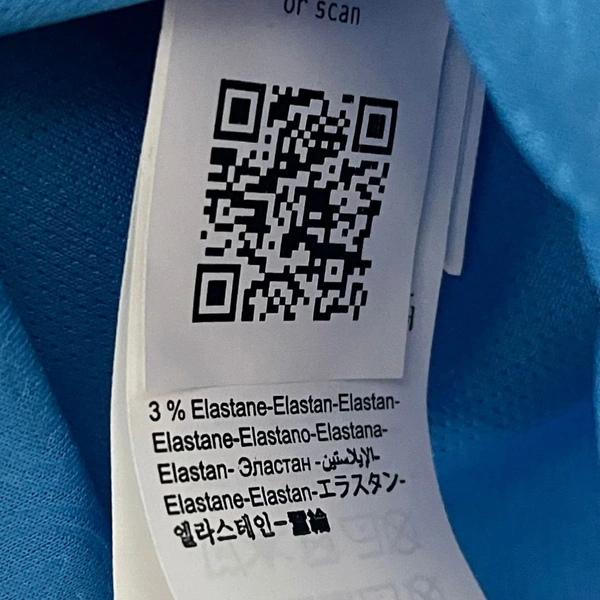 or scan
3 % Elastane-Elastan-Elastan-
Elastane-Elastano-Elastana-
Elastan- Эластан -الإيلاستين-
Elastane-Elastan-エラスタン-
엘라스테인-